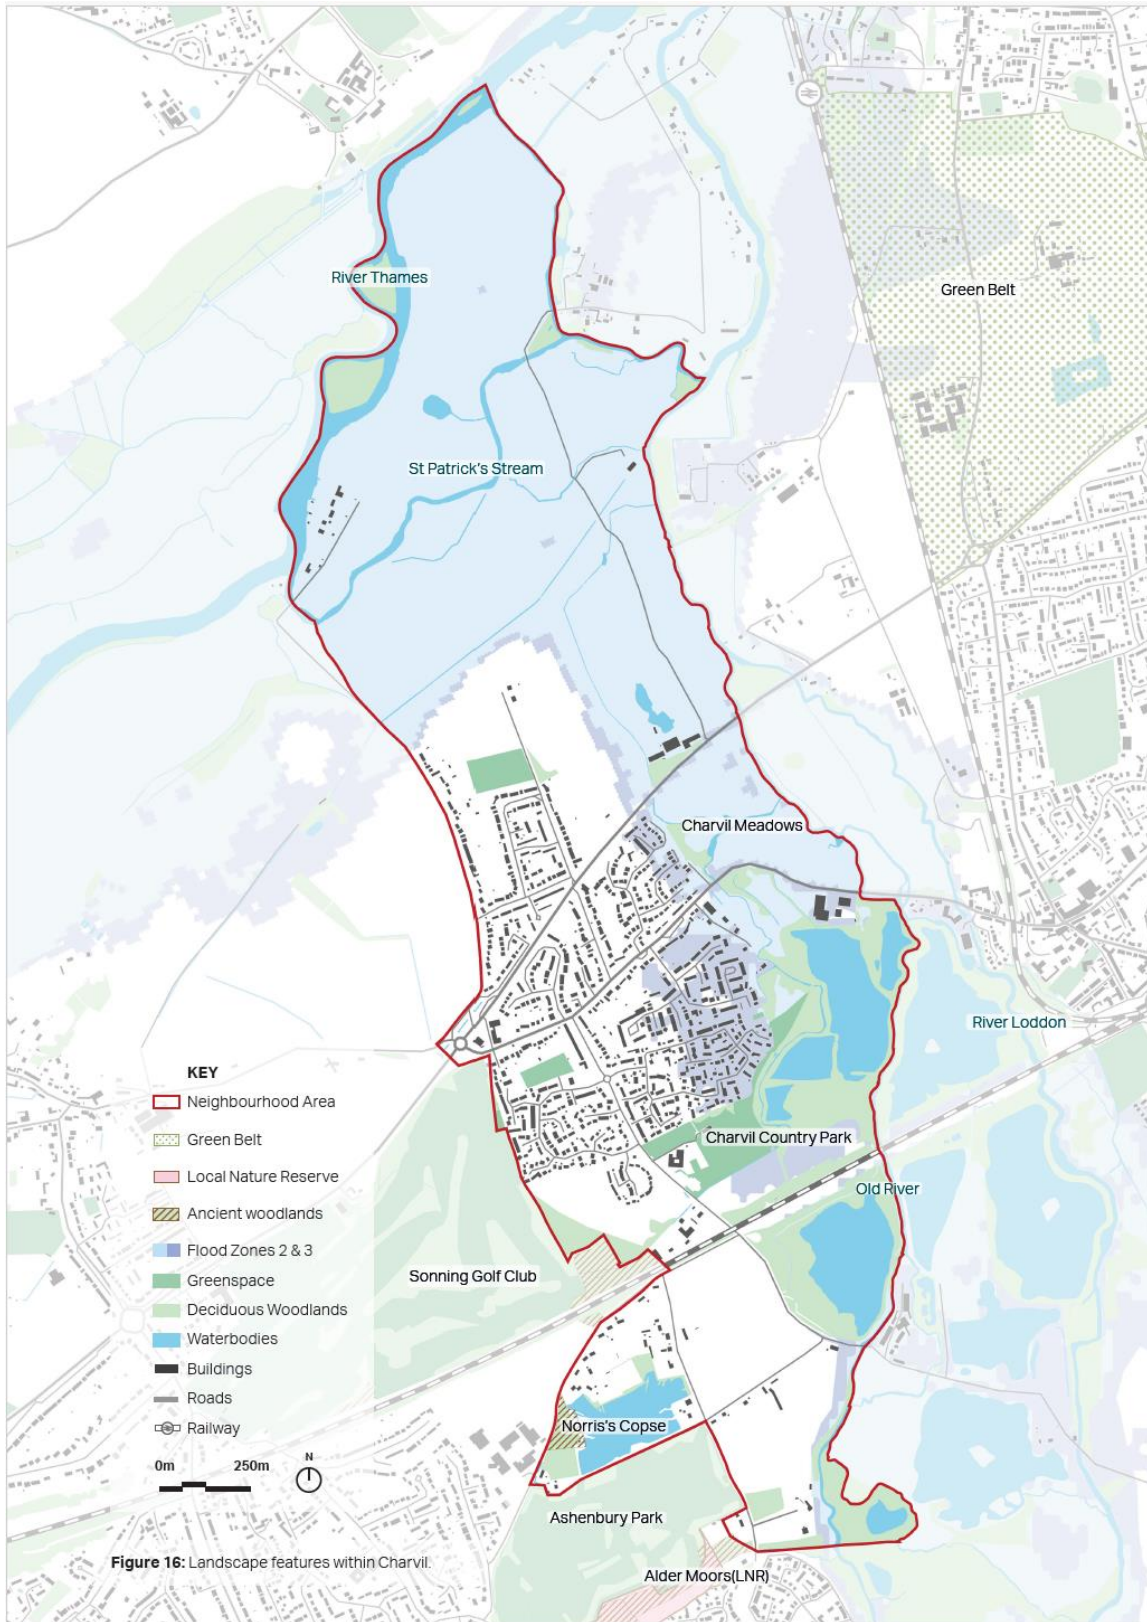 River Thames
Green Belt
St Patrick's Stream
Charvil Meadows
River Loddon
KEY
Neighbourhood Area
Green Belt
Local Nature Reserve
Ancient woodlands
Flood Zones 2 & 3
Greenspace
Deciduous Woodlands
Waterbodies
Buildings
Roads
Railway
0m 250m
N
Charvil Country Park
Old River
Sonning Golf Club
Norris's Copse
Ashenbury Park
Alder Moors(LNR)
Figure 16: Landscape features within Charvil.